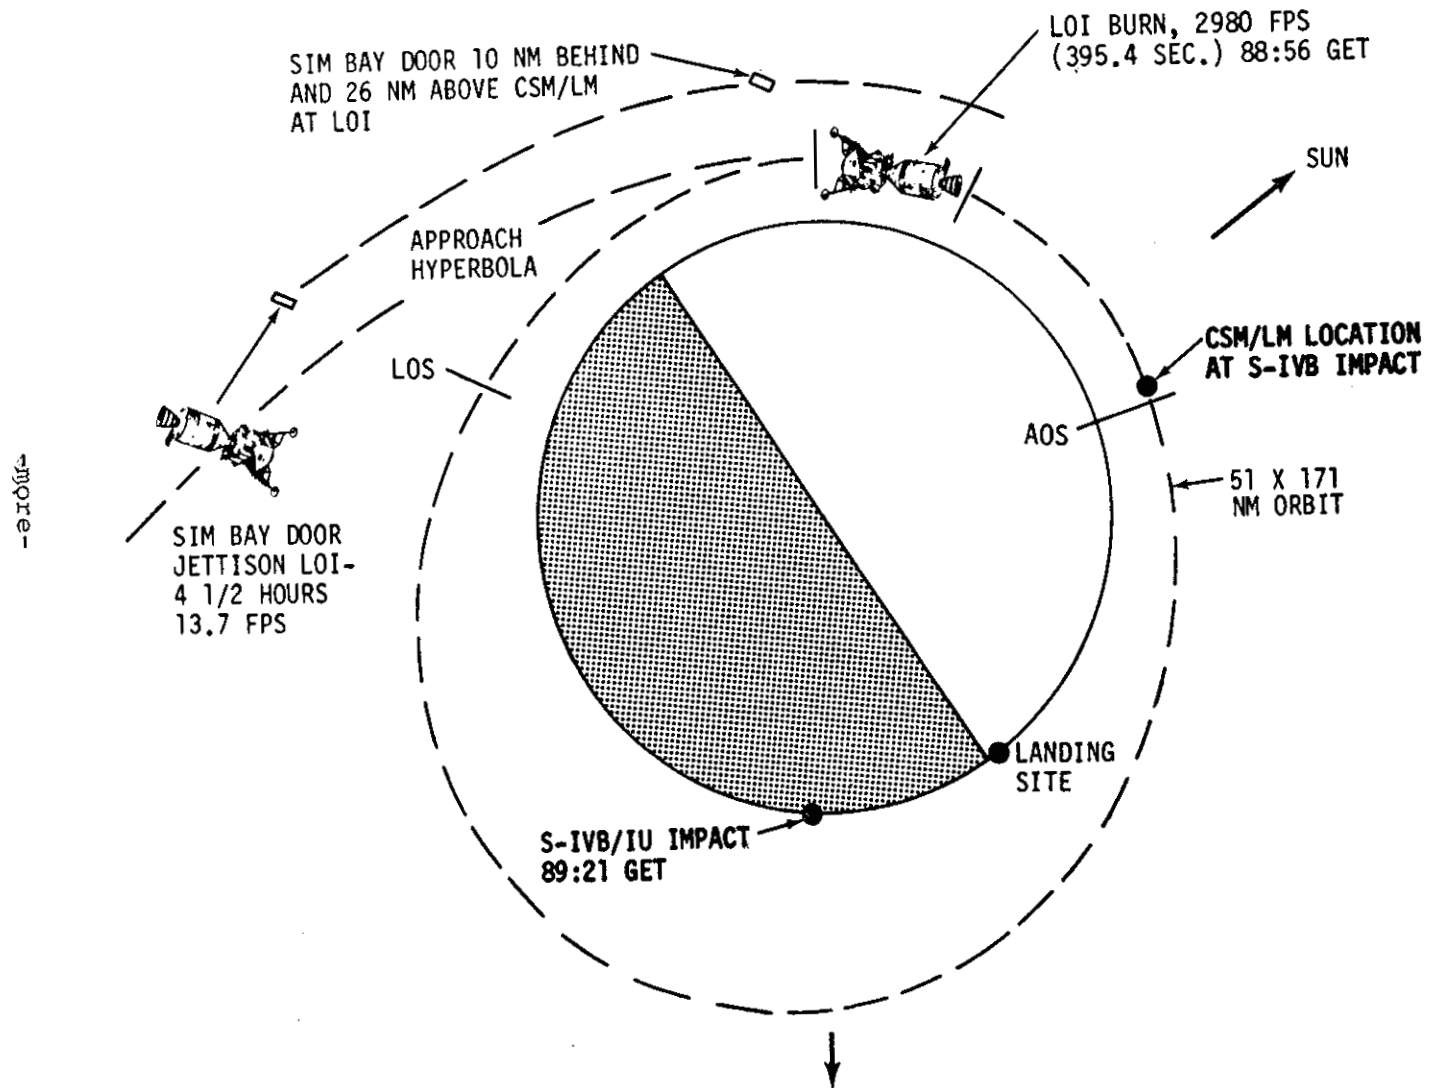 SIM BAY DOOR 10 NM BEHIND
AND 26 NM ABOVE CSM/LM
AT LOI
LOI BURN, 2980 FPS
(395.4 SEC.) 88:56 GET
SUN
APPROACH
HYPERBOLA
LOS
CSM/LM LOCATION
AT S-IVB IMPACT
AOS
51 X 171
NM ORBIT
-more-
SIM BAY DOOR
JETTISON LOI-
4 1/2 HOURS
13.7 FPS
LANDING
SITE
S-IVB/IU IMPACT
89:21 GET